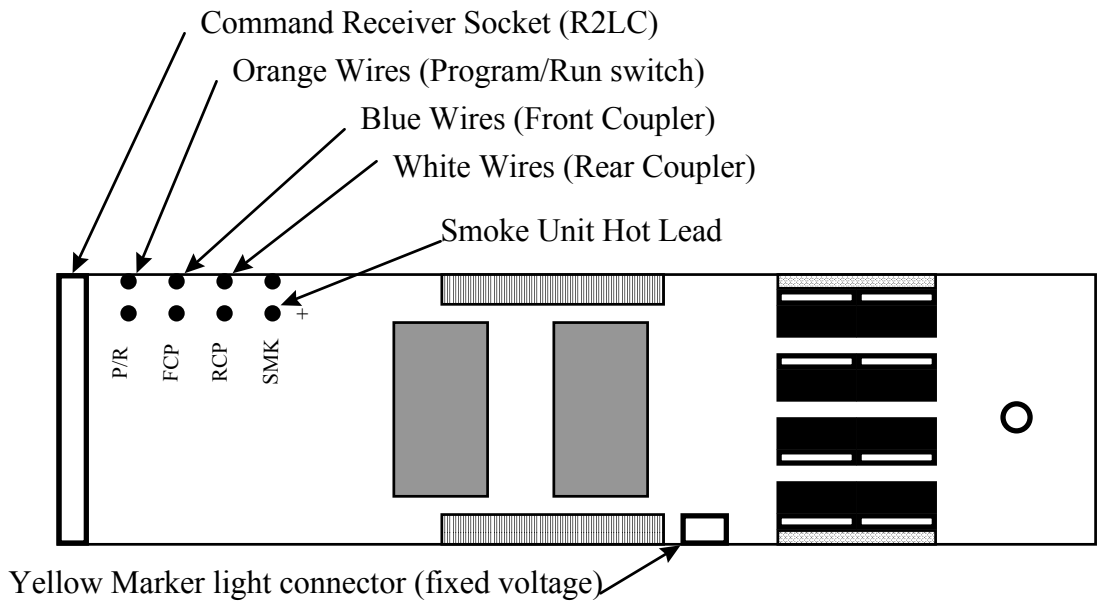 Command Receiver Socket (R2LC)
Orange Wires (Program/Run switch)
Blue Wires (Front Coupler)
White Wires (Rear Coupler)
Smoke Unit Hot Lead
+
P/R
FCP
RCP
SMK
Yellow Marker light connector (fixed voltage)